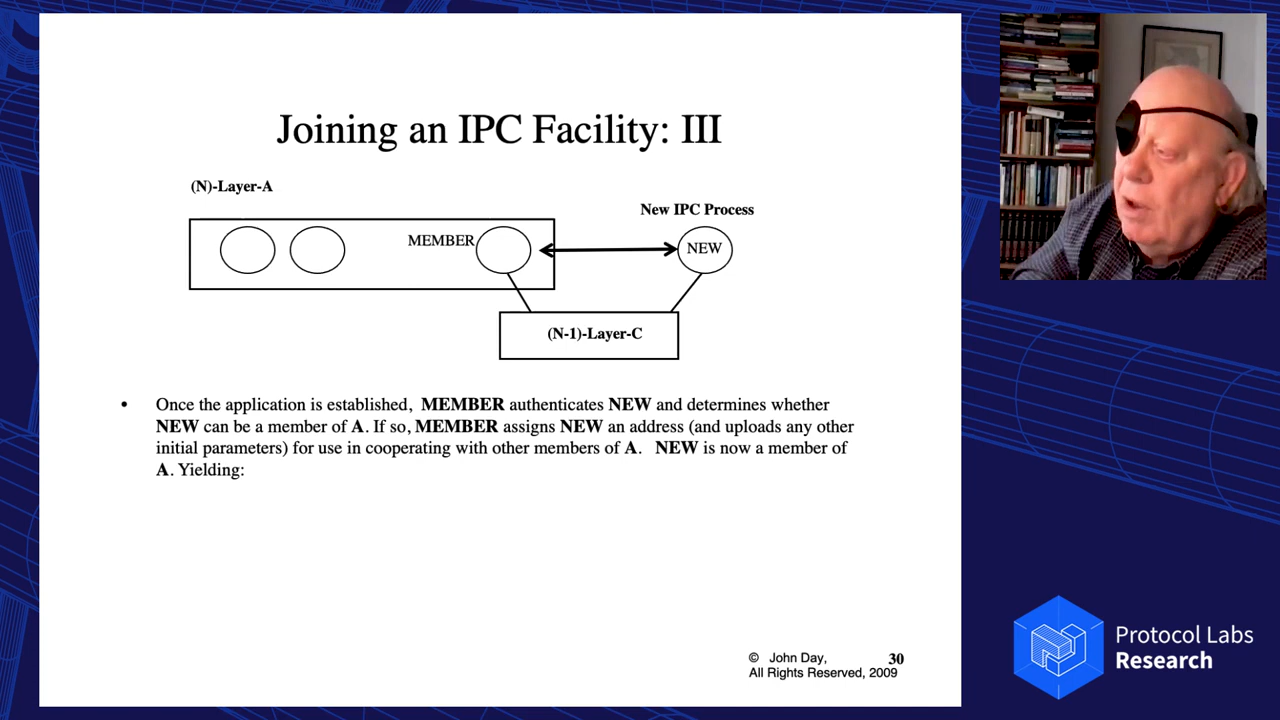 Joining an IPC Facility: III
(N)-Layer-A
New IPC Process
MEMBER
NEW
(N-1)-Layer-C
• Once the application is established, MEMBER authenticates NEW and determines whether
NEW can be a member of A. If so, MEMBER assigns NEW an address (and uploads any other
initial parameters) for use in cooperating with other members of A. NEW is now a member of
A. Yielding:
© John Day, 30
All Rights Reserved, 2009
Protocol Labs
Research